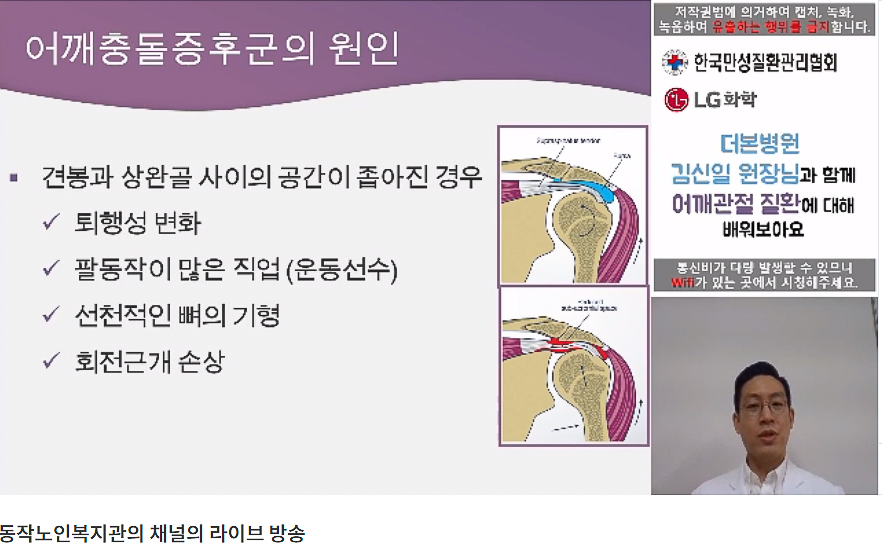 어깨충돌증후군의 원인
견봉과 상완골 사이의 공간이 좁아진 경우
퇴행성 변화
팔동작이 많은 직업 (운동선수)
선천적인 뼈의 기형
회전근개 손상
Supraspinatus tendon
Bursa
sub-acromial space
저작권법에 의거하여 캡처, 녹화,
녹음하여 유출하는 행위를 금지합니다.
한국만성질환관리협회
LG화학
더본병원
김신일 원장님과 함께
어깨관절 질환에 대해
배워보아요
통신비가 다량 발생할 수 있으니
Wifi가 있는 곳에서 시청해주세요.
동작노인복지관의 채널의 라이브 방송